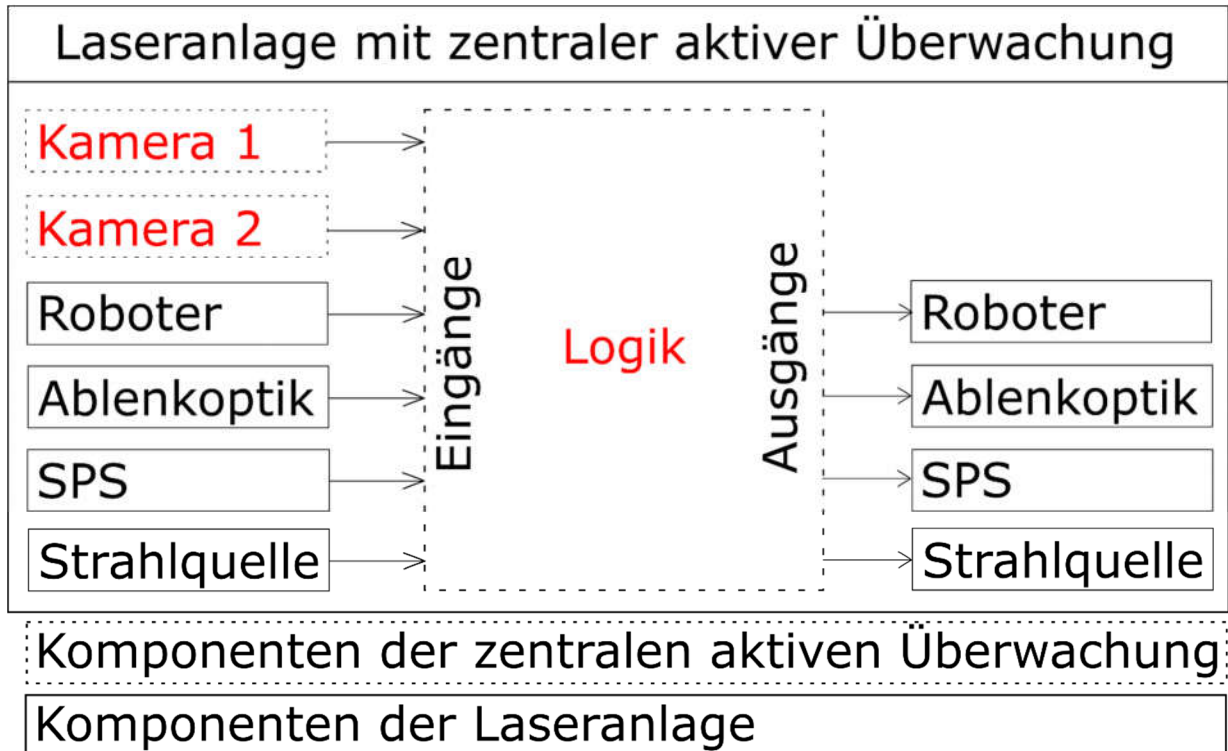 Laseranlage mit zentraler aktiver Überwachung
Kamera 1
Kamera 2
Roboter
Ablenkoptik
SPS
Strahlquelle
Eingänge
Logik
Ausgänge
Roboter
Ablenkoptik
SPS
Strahlquelle
Komponenten der zentralen aktiven Überwachung
Komponenten der Laseranlage